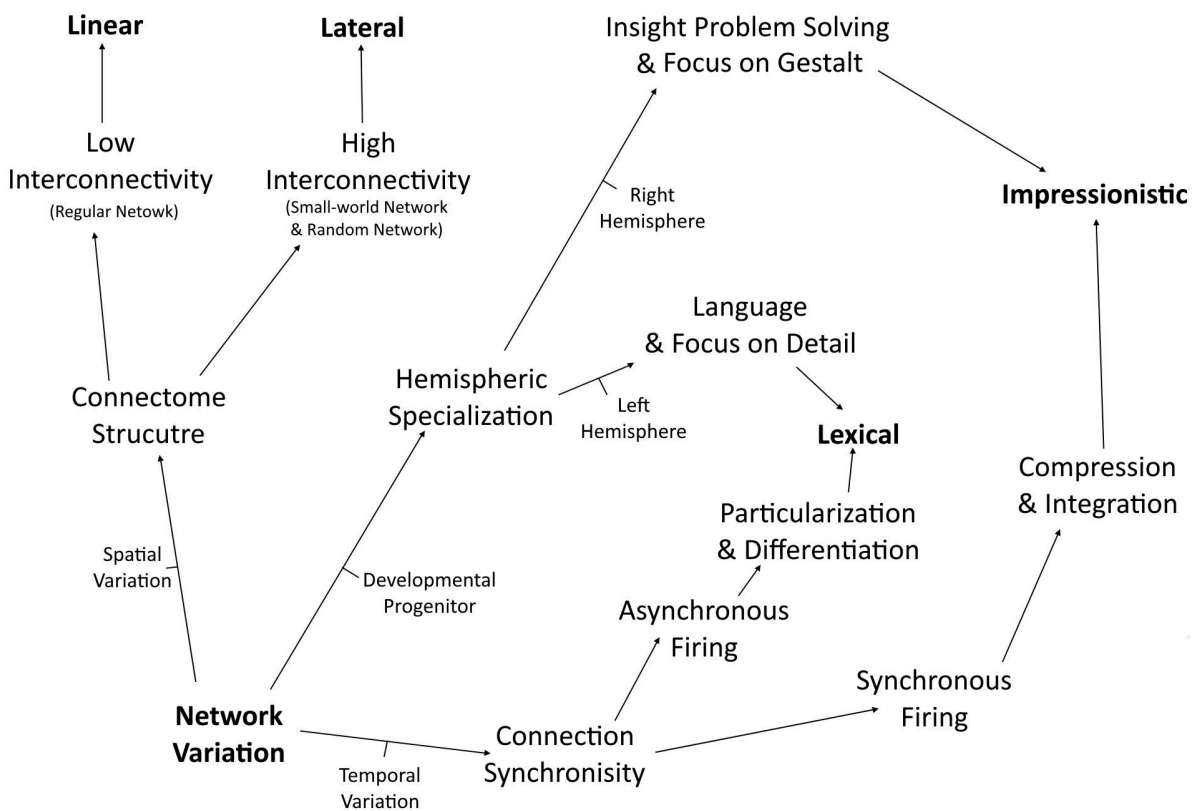 Linear
Lateral
Insight Problem Solving
& Focus on Gestalt
Low
Interconnectivity
(Regular Netowk)
High
Interconnectivity
(Small-world Network
& Random Network)
Right
Hemisphere
Impressionistic
Language
& Focus on Detail
Connectome
Strucutre
Hemispheric
Specialization
Left
Hemisphere
Lexical
Compression
& Integration
Particularization
& Differentiation
Spatial
Variation
Developmental
Progenitor
Asynchronous
Firing
Synchronous
Firing
Network
Variation
Connection
Synchronisity
Temporal
Variation